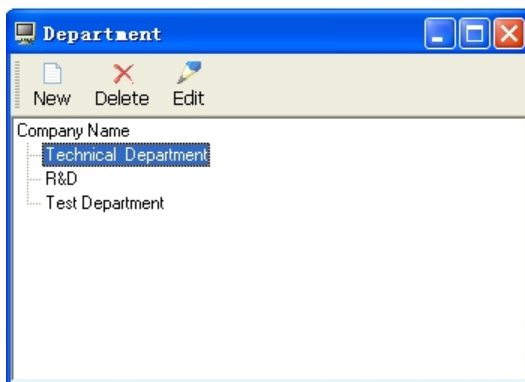 Department
New Delete Edit
Company Name
Technical Department
R&D
Test Department